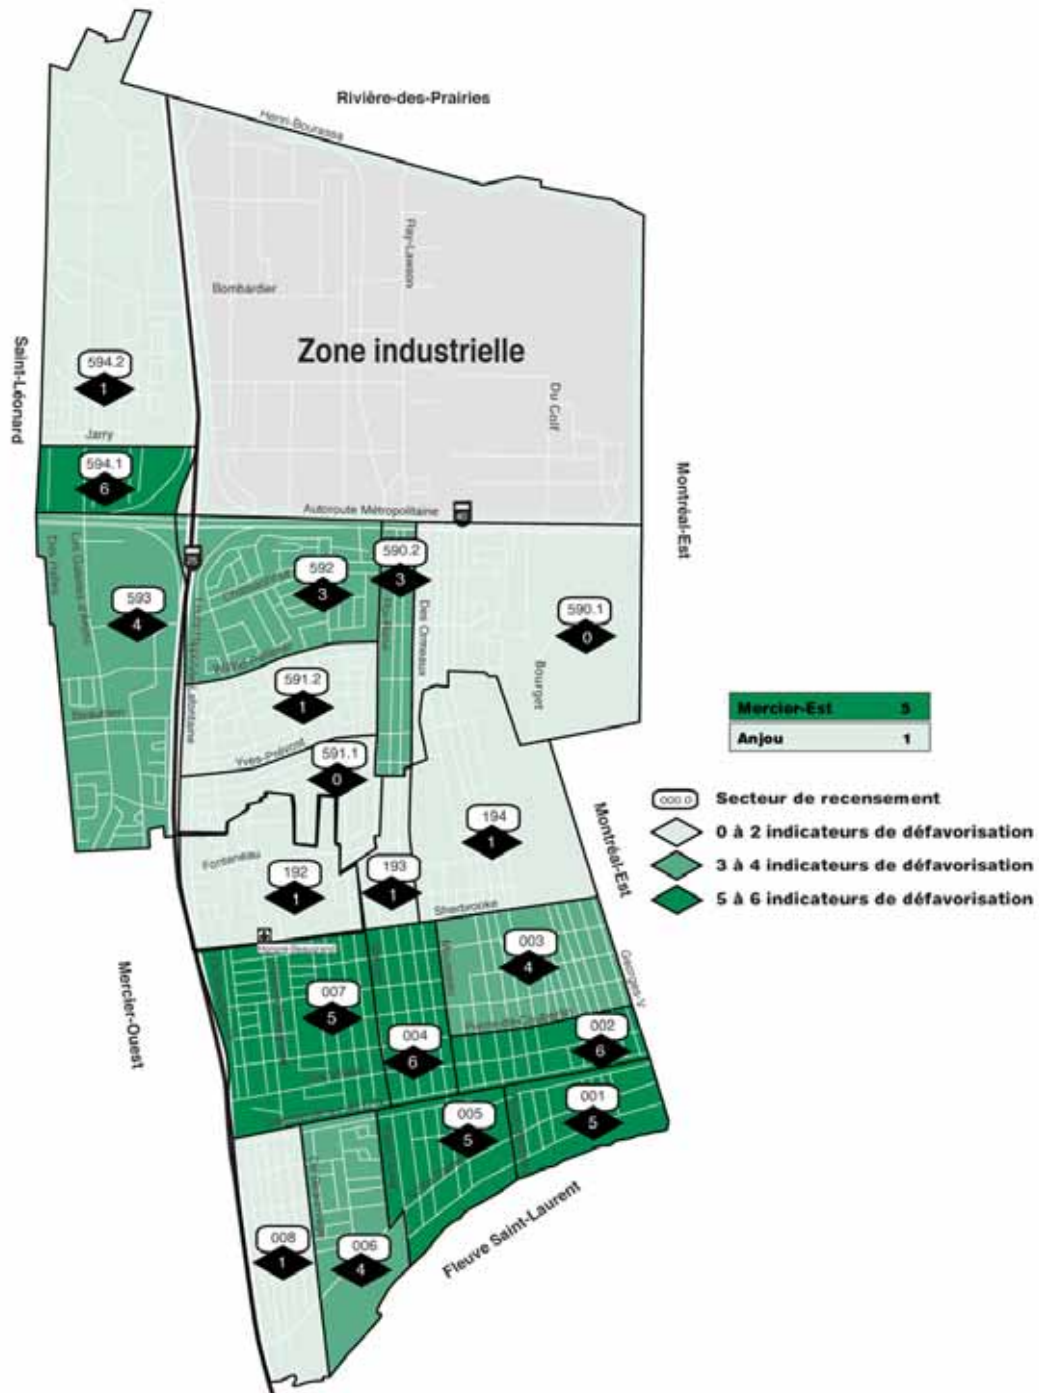 Rivière-des-Prairies
Henri-Bourassa
Ray-Lawson
Bombardier
Zone industrielle
Saint-Léonard
594.2
1
Du Golf
Jarry
594.1
6
Montréal-Est
Autoroute Métropolitaine
590.2
3
592
3
593
4
590.1
0
Des Ormeaux
Bourget
591.2
1
Lafontaine
Beaubien
Yves-Prévost
591.1
0
Mercier-Est 5
Anjou 1
000.0 Secteur de recensement
0 à 2 indicateurs de défavorisation
3 à 4 indicateurs de défavorisation
5 à 6 indicateurs de défavorisation
Montréal-Est
194
1
Fontaneau
192
1
193
1
Sherbrooke
003
4
Georges-V
Mercier-Ouest
007
5
004
6
002
6
005
5
001
5
Fleuve Saint-Laurent
008
1
006
4